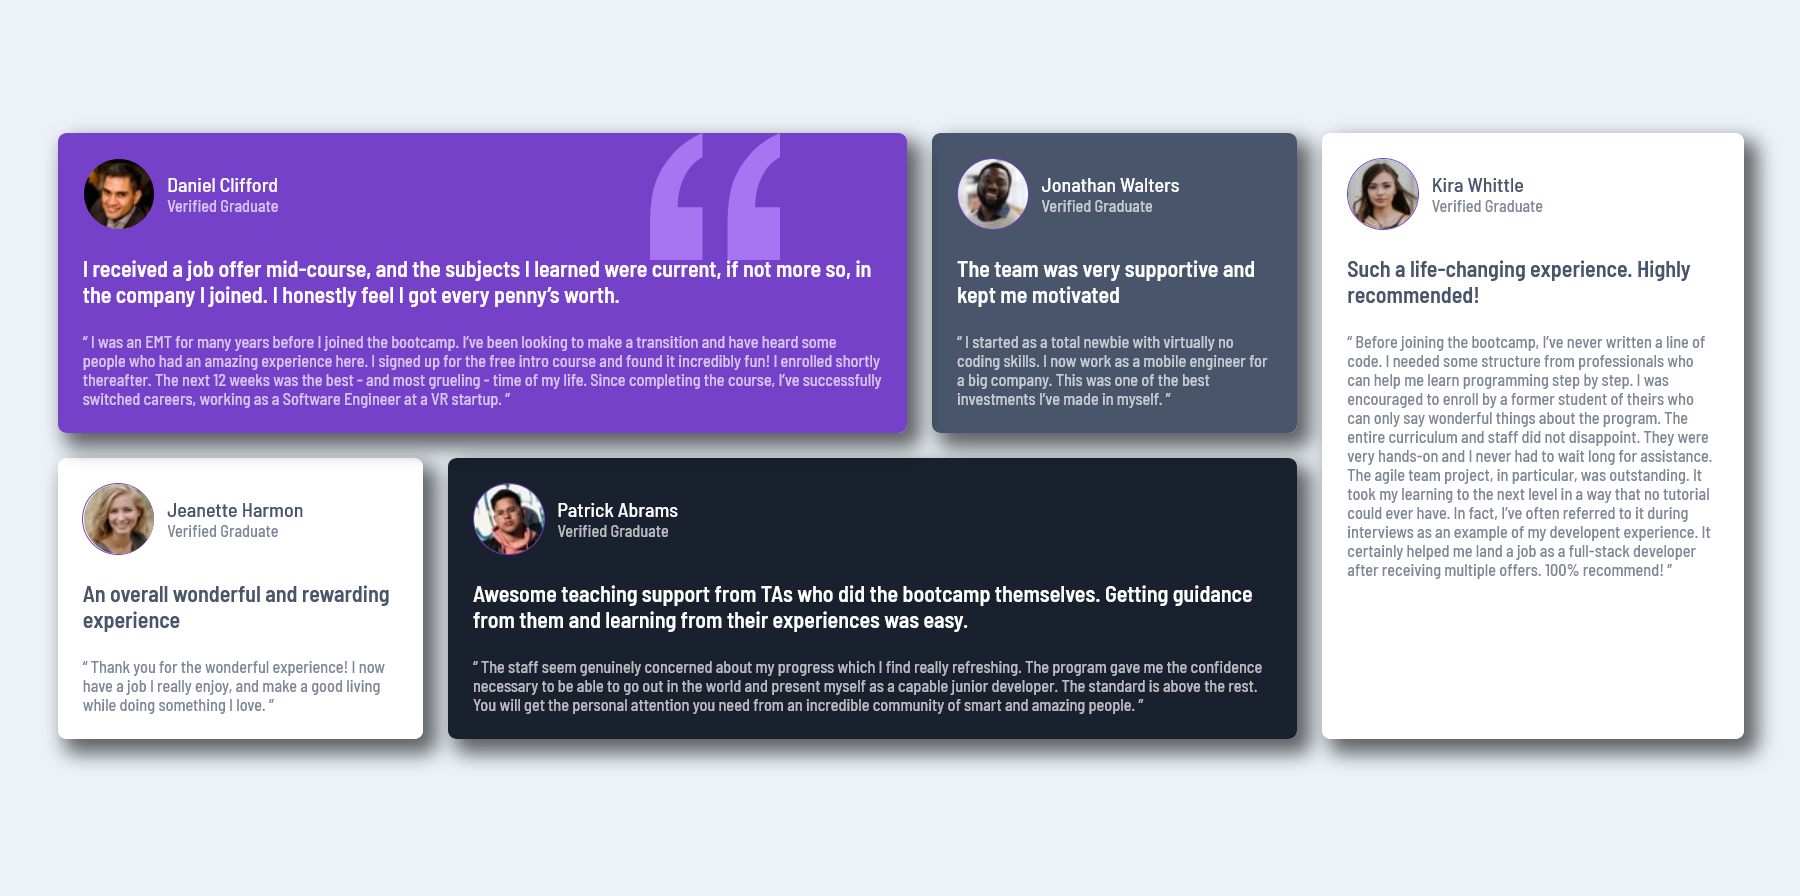 Daniel Clifford
Verified Graduate
I received a job offer mid-course, and the subjects I learned were current, if not more so, in
the company I joined. I honestly feel I got every penny’s worth.
“ I was an EMT for many years before I joined the bootcamp. I’ve been looking to make a transition and have heard some
people who had an amazing experience here. I signed up for the free intro course and found it incredibly fun! I enrolled shortly
thereafter. The next 12 weeks was the best - and most grueling - time of my life. Since completing the course, I’ve successfully
switched careers, working as a Software Engineer at a VR startup. ”
Jonathan Walters
Verified Graduate
The team was very supportive and
kept me motivated
“ I started as a total newbie with virtually no
coding skills. I now work as a mobile engineer for
a big company. This was one of the best
investments I’ve made in myself. ”
Kira Whittle
Verified Graduate
Such a life-changing experience. Highly
recommended!
“ Before joining the bootcamp, I’ve never written a line of
code. I needed some structure from professionals who
can help me learn programming step by step. I was
encouraged to enroll by a former student of theirs who
can only say wonderful things about the program. The
entire curriculum and staff did not disappoint. They were
very hands-on and I never had to wait long for assistance.
The agile team project, in particular, was outstanding. It
took my learning to the next level in a way that no tutorial
could ever have. In fact, I’ve often referred to it during
interviews as an example of my developent experience. It
certainly helped me land a job as a full-stack developer
after receiving multiple offers. 100% recommend! ”
Jeanette Harmon
Verified Graduate
An overall wonderful and rewarding
experience
“ Thank you for the wonderful experience! I now
have a job I really enjoy, and make a good living
while doing something I love. ”
Patrick Abrams
Verified Graduate
Awesome teaching support from TAs who did the bootcamp themselves. Getting guidance
from them and learning from their experiences was easy.
“ The staff seem genuinely concerned about my progress which I find really refreshing. The program gave me the confidence
necessary to be able to go out in the world and present myself as a capable junior developer. The standard is above the rest.
You will get the personal attention you need from an incredible community of smart and amazing people. ”